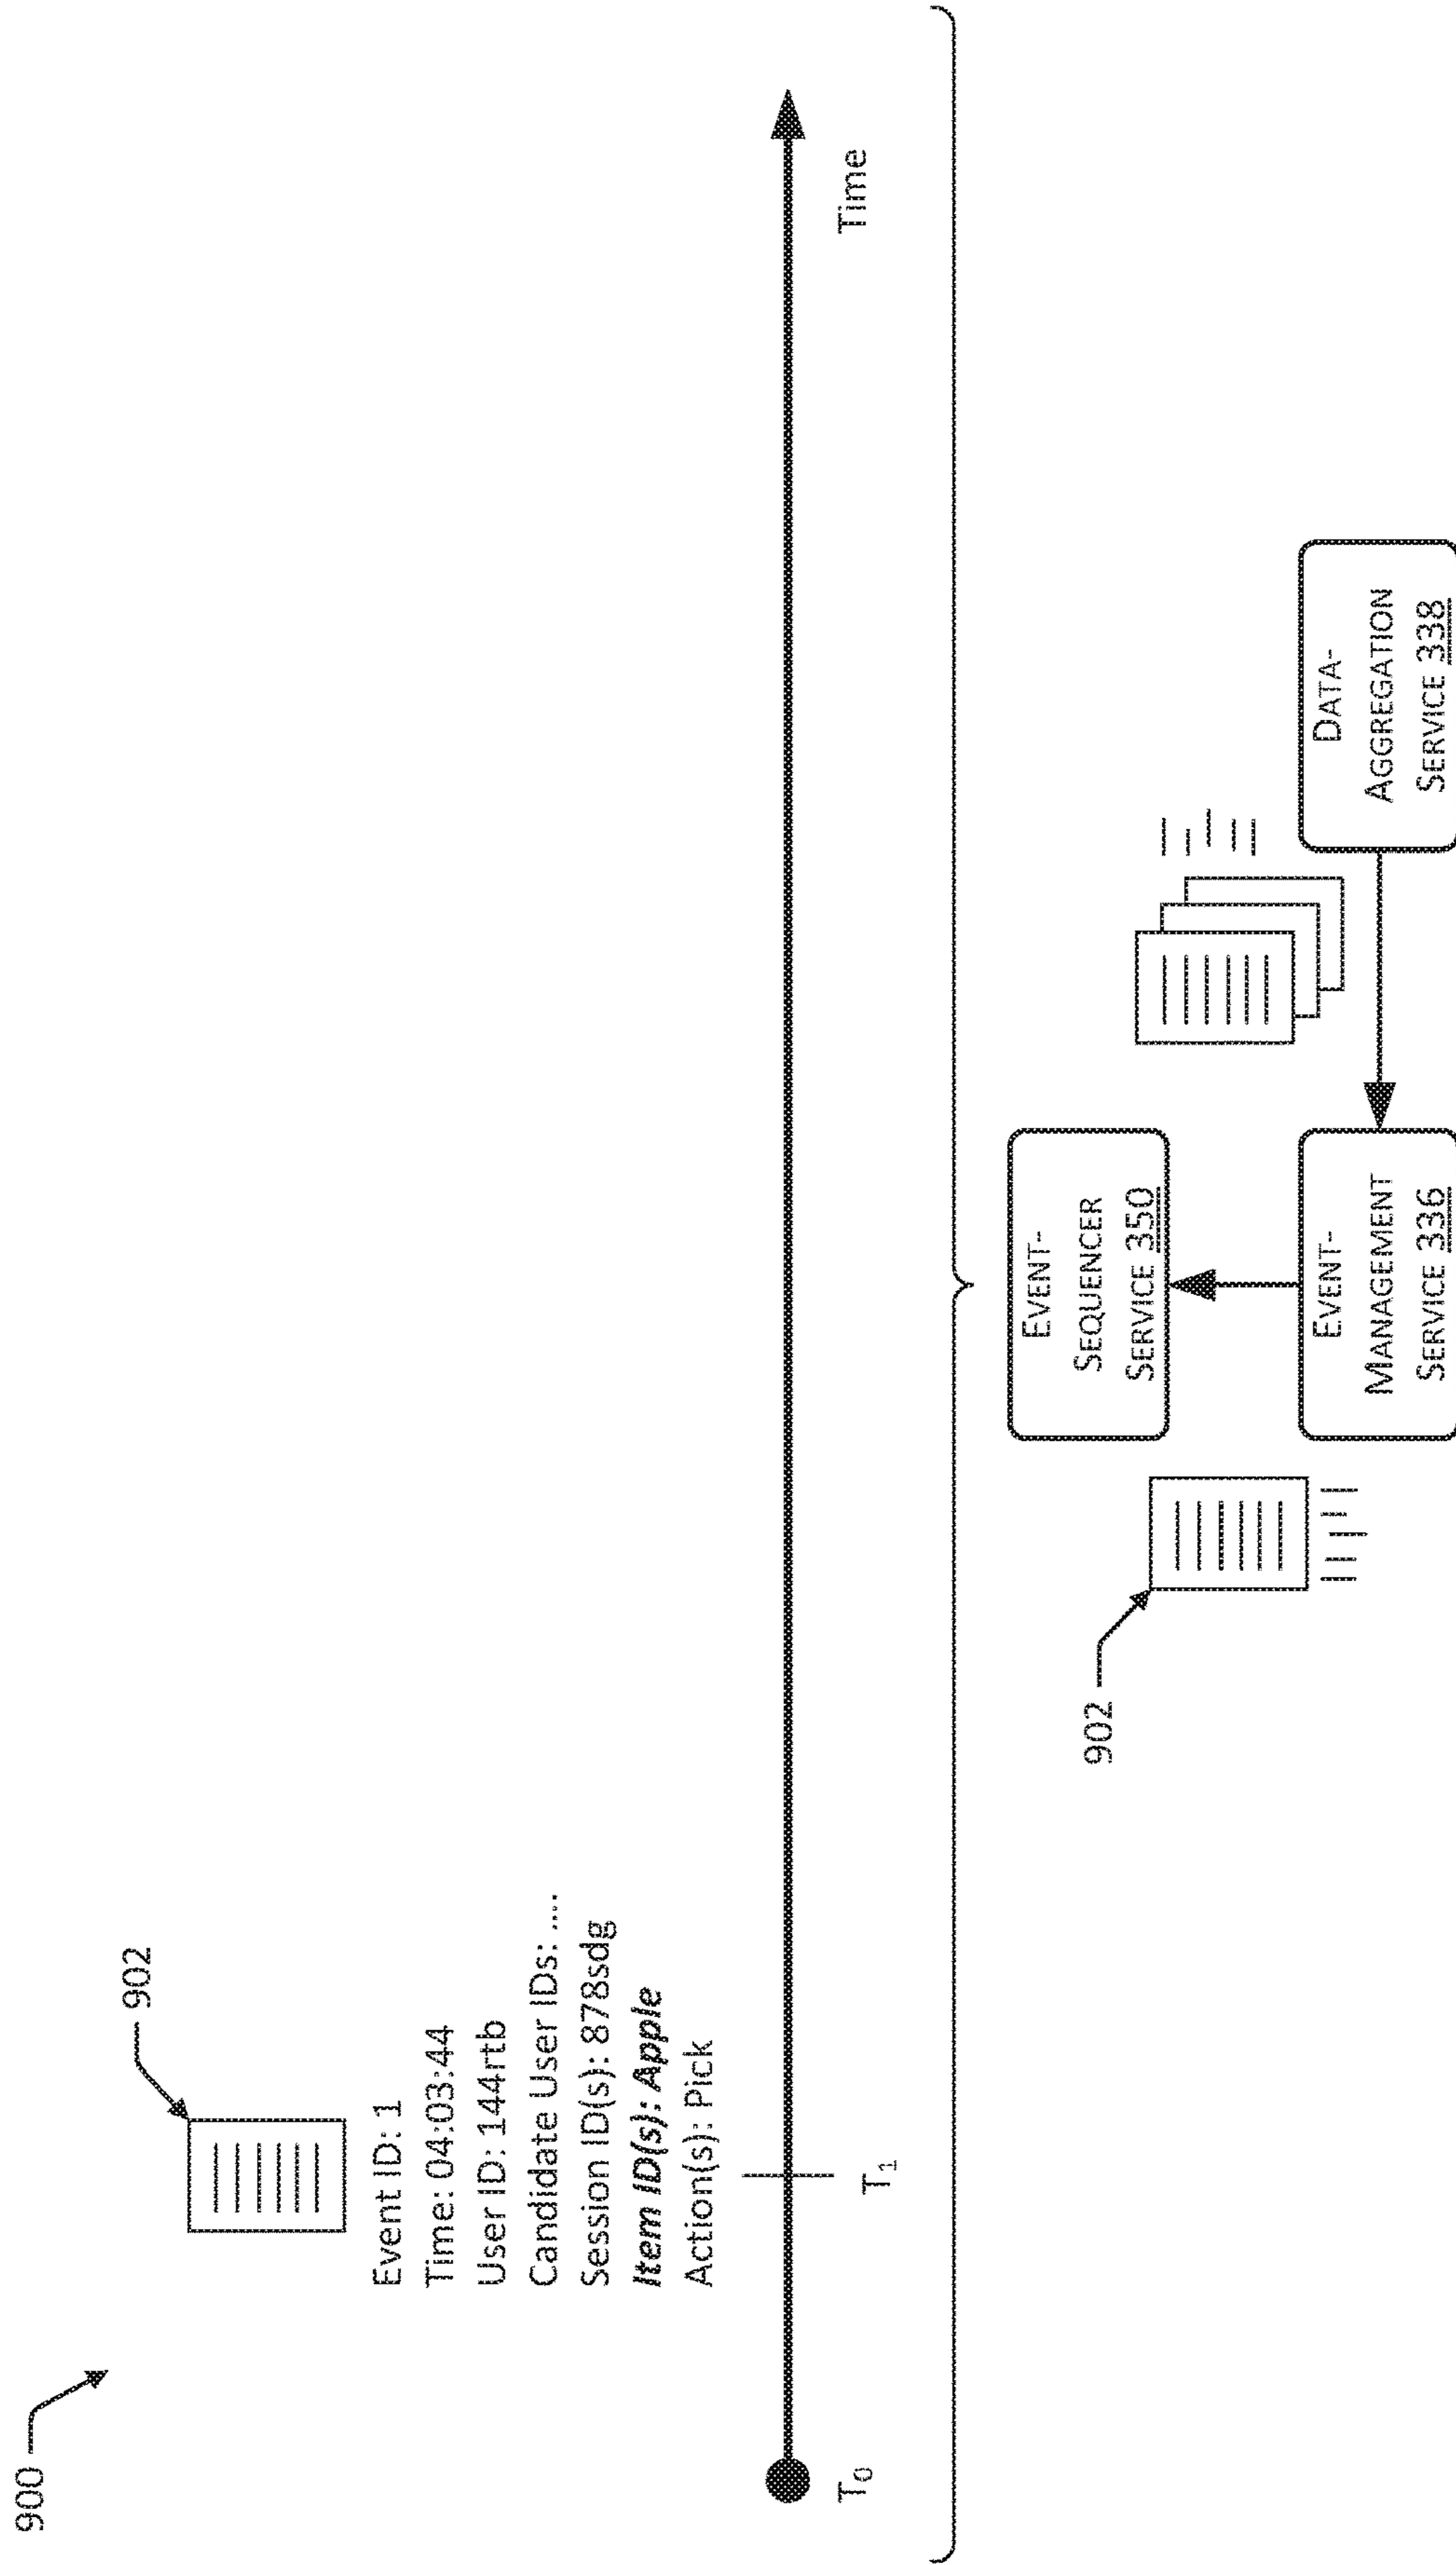 900
902
Event ID: 1
Time: 04:03:44
User ID: 144rtb
Candidate User IDs: ....
Session ID(s): 878sdg
Item ID(s): Apple
Action(s): Pick
T0
T1
Time
902
EVENT-
SEQUENCER
SERVICE 350
EVENT-
MANAGEMENT
SERVICE 336
DATA-
AGGREGATION
SERVICE 338